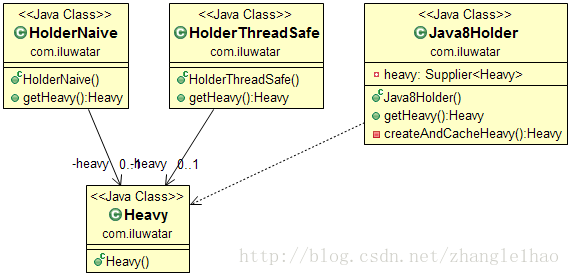 <<Java Class>>
HolderNaive
com.iluwatar
HolderNaive()
getHeavy():Heavy
<<Java Class>>
HolderThreadSafe
com.iluwatar
HolderThreadSafe()
getHeavy():Heavy
<<Java Class>>
Java8Holder
com.iluwatar
heavy: Supplier<Heavy>
Java8Holder()
getHeavy():Heavy
createAndCacheHeavy():Heavy
-heavy 0..1
-heavy 0..1
<<Java Class>>
Heavy
com.iluwatar
Heavy()
http://blog.csdn.net/zhanglelhao